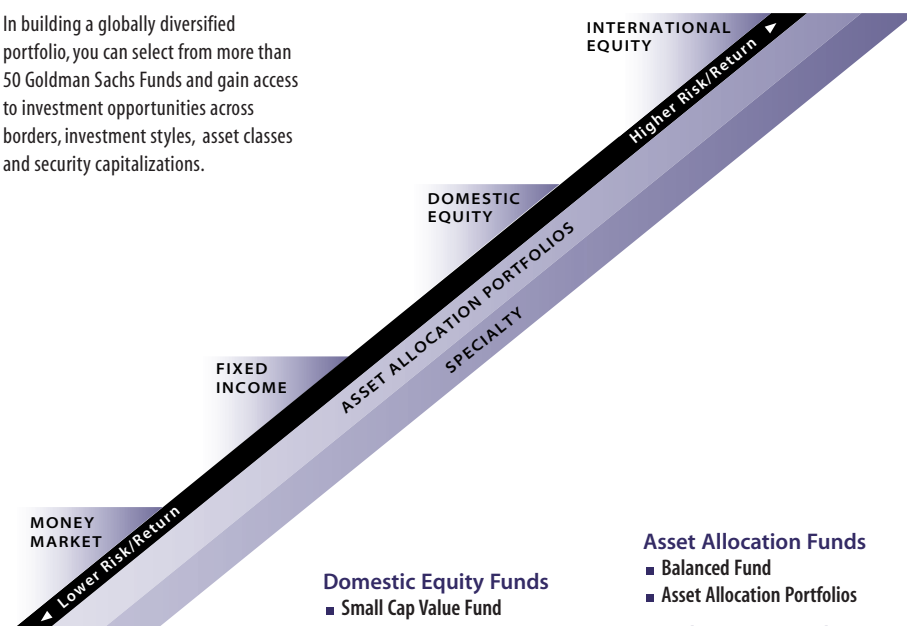 In building a globally diversified
portfolio, you can select from more than
50 Goldman Sachs Funds and gain access
to investment opportunities across
borders, investment styles, asset classes
and security capitalizations.
INTERNATIONAL
EQUITY
Higher Risk/Return
DOMESTIC
EQUITY
ASSET ALLOCATION PORTFOLIOS
SPECIALTY
FIXED
INCOME
MONEY
MARKET
Lower Risk/Return
Domestic Equity Funds
■ Small Cap Value Fund
Asset Allocation Funds
■ Balanced Fund
■ Asset Allocation Portfolios